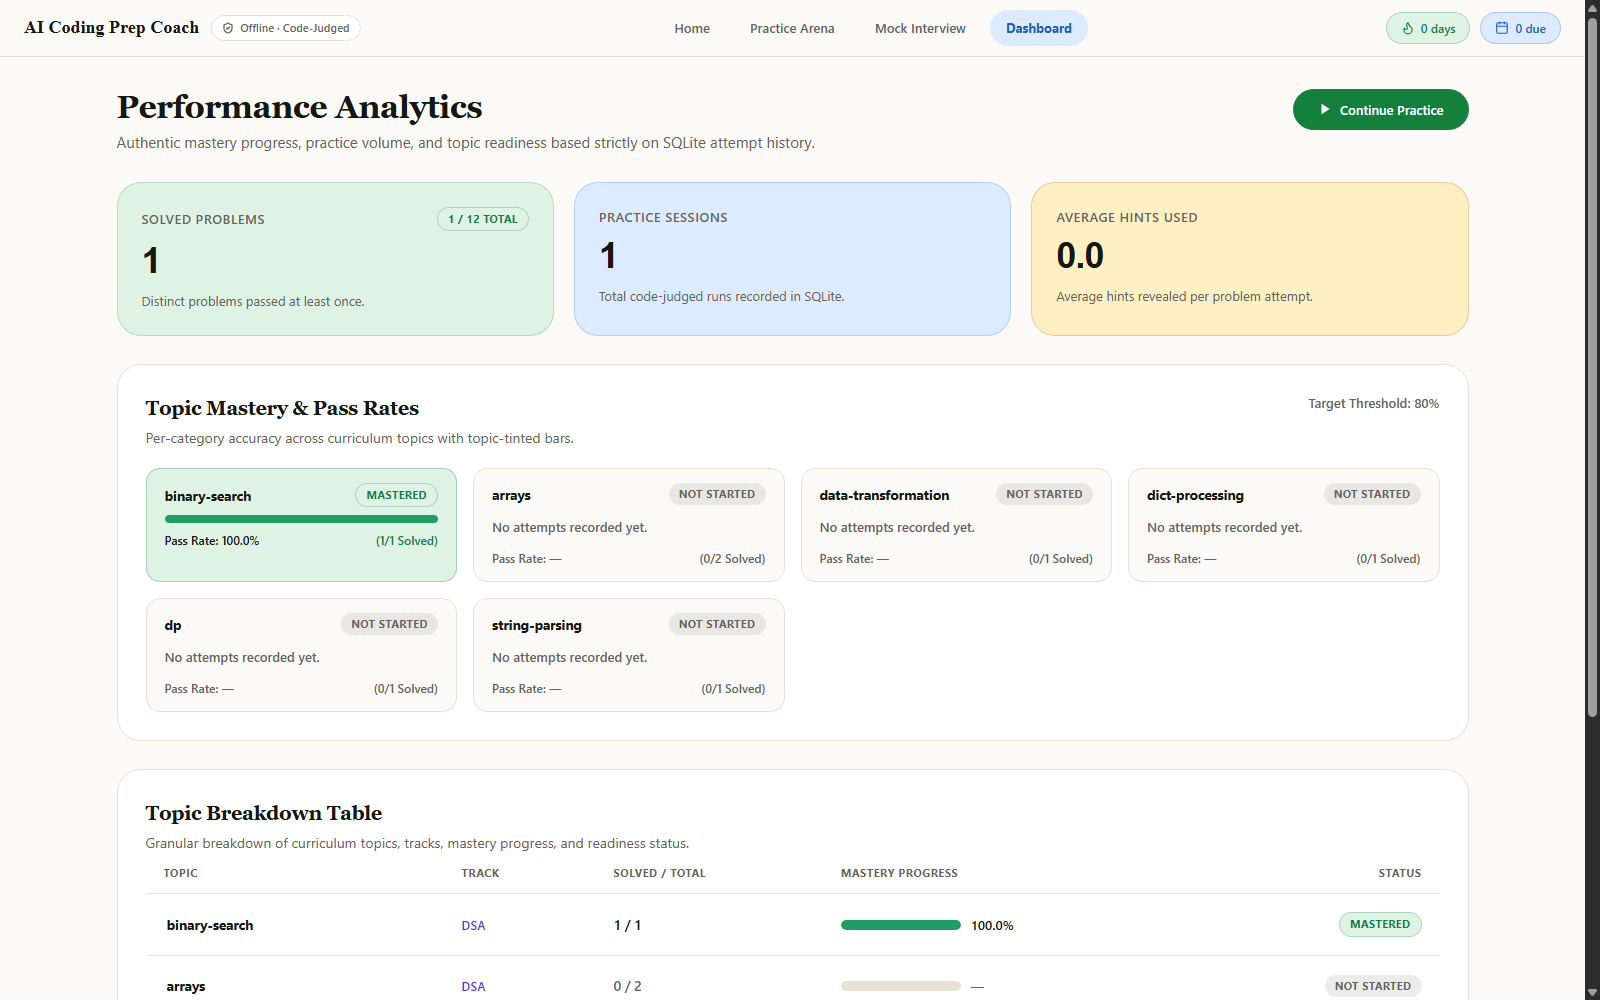 AI Coding Prep Coach
Offline · Code-Judged
Home
Practice Arena
Mock Interview
Dashboard
0 days
0 due
Performance Analytics
Authentic mastery progress, practice volume, and topic readiness based strictly on SQLite attempt history.
Continue Practice
SOLVED PROBLEMS
1 / 12 TOTAL
1
Distinct problems passed at least once.
PRACTICE SESSIONS
1
Total code-judged runs recorded in SQLite.
AVERAGE HINTS USED
0.0
Average hints revealed per problem attempt.
Topic Mastery & Pass Rates
Target Threshold: 80%
Per-category accuracy across curriculum topics with topic-tinted bars.
binary-search
MASTERED
Pass Rate: 100.0%
(1/1 Solved)
arrays
NOT STARTED
No attempts recorded yet.
Pass Rate: —
(0/2 Solved)
data-transformation
NOT STARTED
No attempts recorded yet.
Pass Rate: —
(0/1 Solved)
dict-processing
NOT STARTED
No attempts recorded yet.
Pass Rate: —
(0/1 Solved)
dp
NOT STARTED
No attempts recorded yet.
Pass Rate: —
(0/1 Solved)
string-parsing
NOT STARTED
No attempts recorded yet.
Pass Rate: —
(0/1 Solved)
Topic Breakdown Table
Granular breakdown of curriculum topics, tracks, mastery progress, and readiness status.
TOPIC TRACK SOLVED / TOTAL MASTERY PROGRESS STATUS
binary-search DSA 1 / 1 100.0% MASTERED
arrays DSA 0 / 2 — NOT STARTED